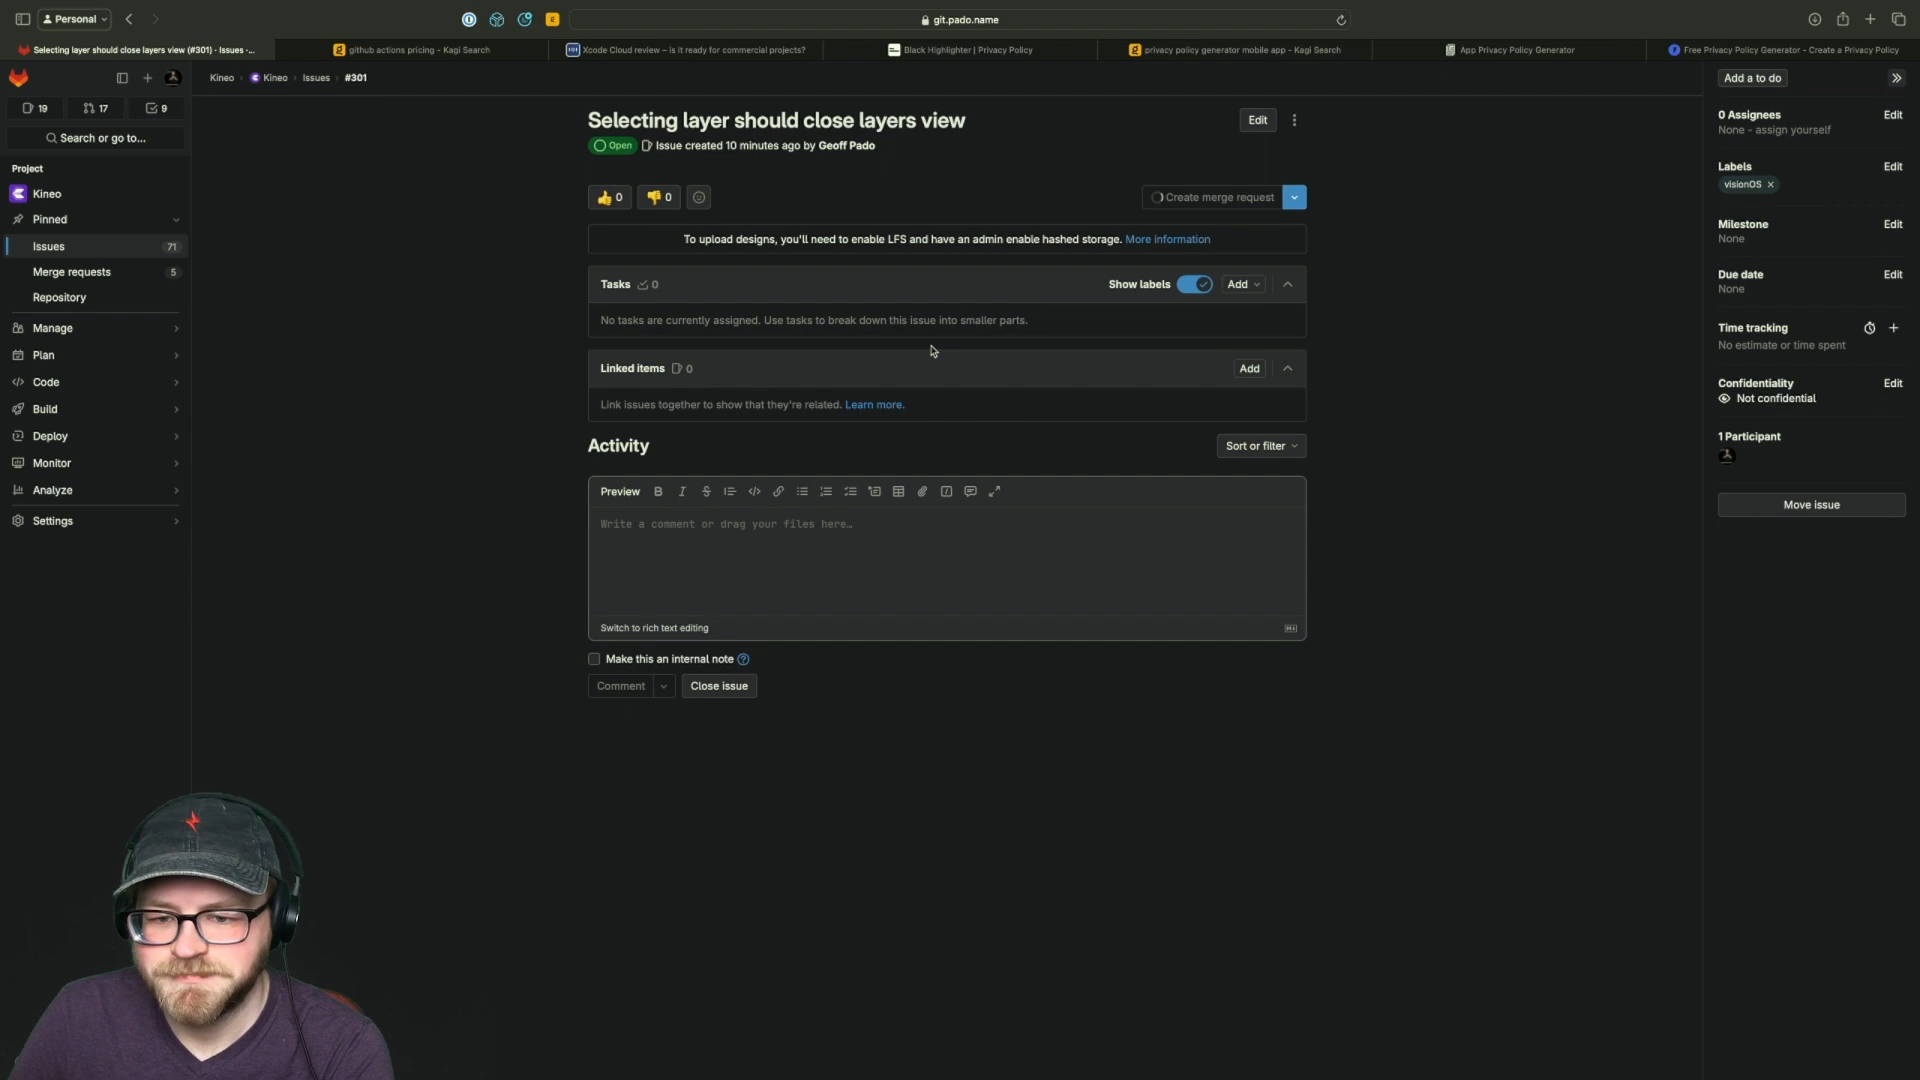 Personal
git.pado.name
Selecting layer should close layers view (#301) · Issues ·...
github actions pricing - Kagi Search
Xcode Cloud review – is it ready for commercial projects?
Black Highlighter | Privacy Policy
privacy policy generator mobile app - Kagi Search
App Privacy Policy Generator
Free Privacy Policy Generator - Create a Privacy Policy
19
17
9
Search or go to...
Project
Kineo
Pinned
Issues 71
Merge requests 5
Repository
Manage
Plan
Code
Build
Deploy
Monitor
Analyze
Settings
Kineo › Kineo › Issues › #301
Selecting layer should close layers view
Edit
Open Issue created 10 minutes ago by Geoff Pado
0
0
Create merge request
To upload designs, you'll need to enable LFS and have an admin enable hashed storage. More information
Tasks 0
Show labels
Add
No tasks are currently assigned. Use tasks to break down this issue into smaller parts.
Linked items 0
Add
Link issues together to show that they're related. Learn more.
Activity
Sort or filter
Preview
Write a comment or drag your files here…
Switch to rich text editing
Make this an internal note
Comment
Close issue
Add a to do
0 Assignees Edit
None - assign yourself
Labels Edit
visionOS
Milestone Edit
None
Due date Edit
None
Time tracking
No estimate or time spent
Confidentiality Edit
Not confidential
1 Participant
Move issue